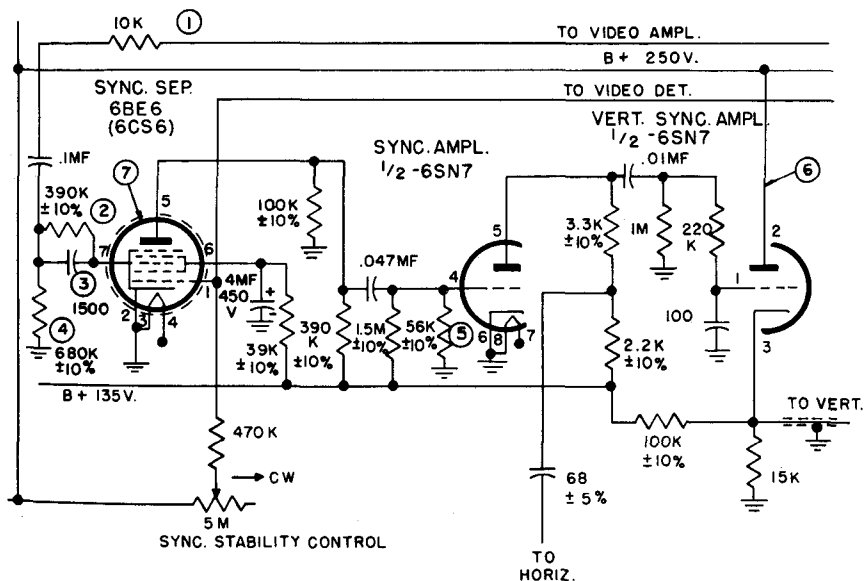 10K
1
TO VIDEO AMPL.
B+ 250V.
SYNC. SEP.
6BE6
(6CS6)
TO VIDEO DET.
VERT. SYNC. AMPL.
1/2 -6SN7
SYNC. AMPL.
1/2 -6SN7
.1MF
.01MF
7
5
6
390K
±10%
2
100K
±10%
5
3.3K
±10%
1M
220
K
2
7
6
.047MF
4
1
3
1500
4MF
450
V
+
-
1
2
3
4
100
4
680K
±10%
39K
±10%
390
K
±10%
1.5M
±10%
56K
±10%
5
6
8
7
2.2K
±10%
3
B+ 135V.
TO VERT.
470K
100K
±10%
CW
68
±5%
15K
5M
SYNC. STABILITY CONTROL
TO
HORIZ.